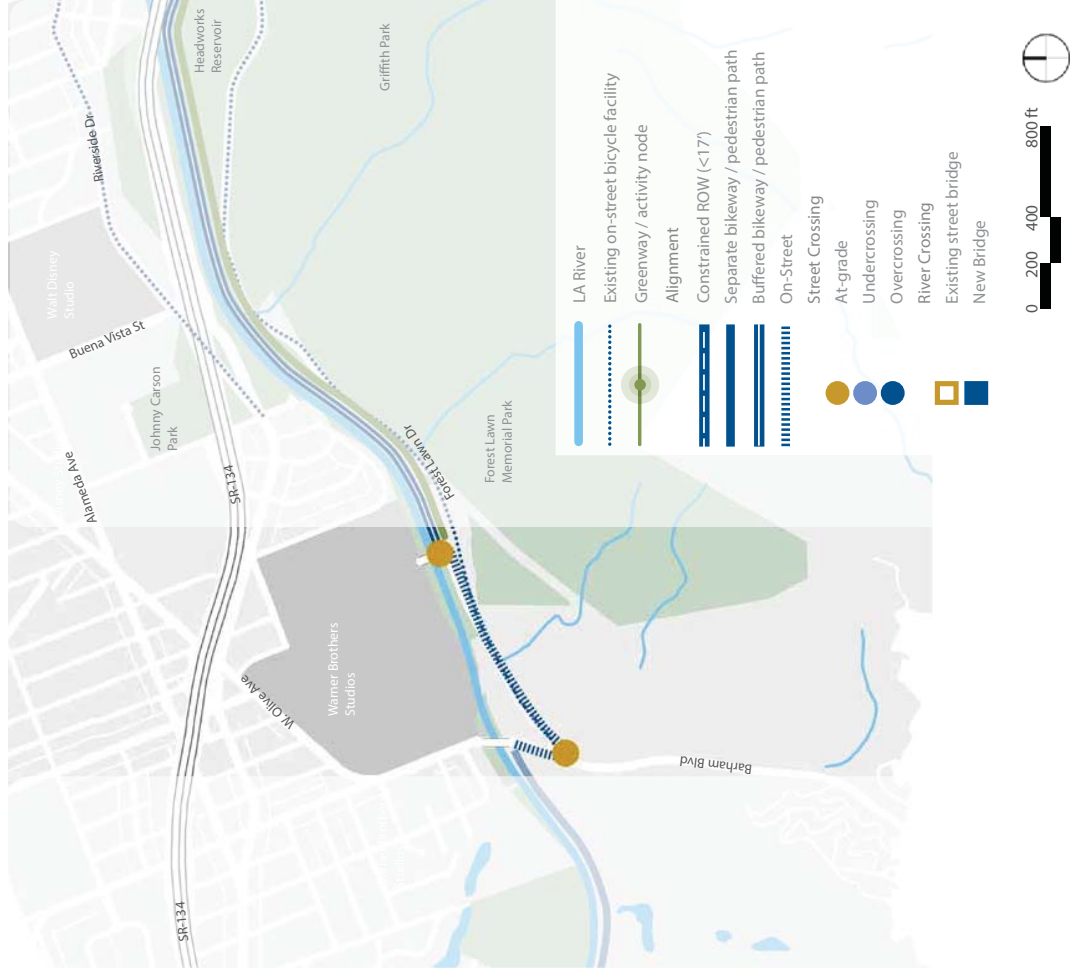 Headworks
Reservoir
Griffith Park
Riverside Dr
Walt Disney
Studio
Buena Vista St
Johnny Carson
Park
Alameda Ave
SR-134
Forest Lawn Dr
Forest Lawn
Memorial Park
Warner Brothers
Studios
W. Olive Ave
Barham Blvd
SR-134
LA River
Existing on-street bicycle facility
Greenway / activity node
Alignment
Constrained ROW (<17')
Separate bikeway / pedestrian path
Buffered bikeway / pedestrian path
On-Street
Street Crossing
At-grade
Undercrossing
Overcrossing
River Crossing
Existing street bridge
New Bridge
0 200 400 800 ft